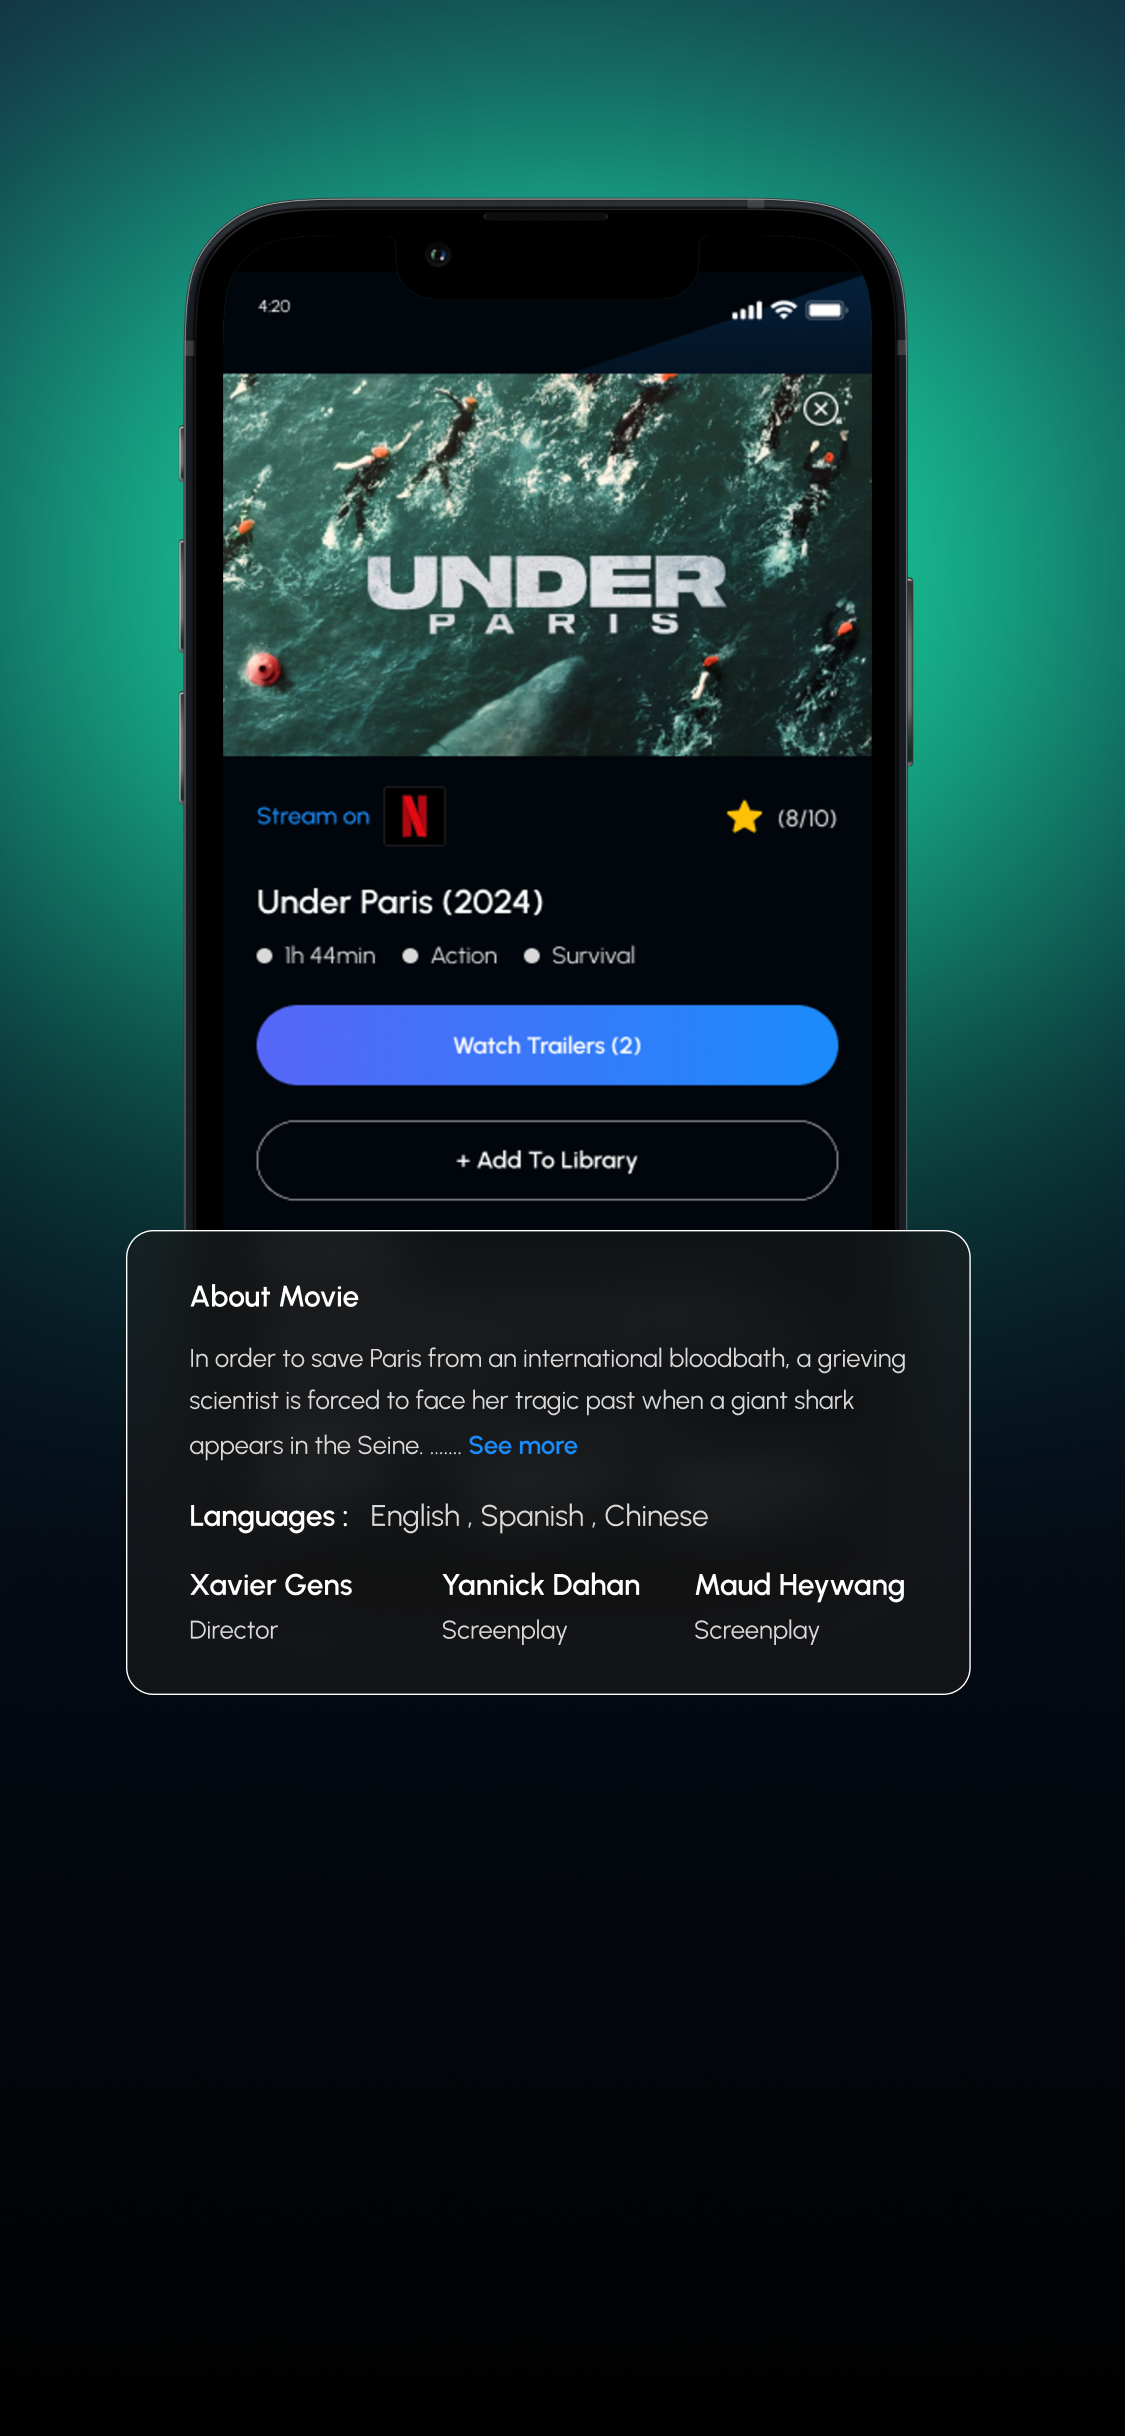 4:20
UNDER
PARIS
Stream on N (8/10)
Under Paris (2024)
1h 44min Action Survival
Watch Trailers (2)
+ Add To Library
About Movie
In order to save Paris from an international bloodbath, a grieving
scientist is forced to face her tragic past when a giant shark
appears in the Seine. ....... See more
Languages : English , Spanish , Chinese
Xavier Gens Yannick Dahan Maud Heywang
Director Screenplay Screenplay